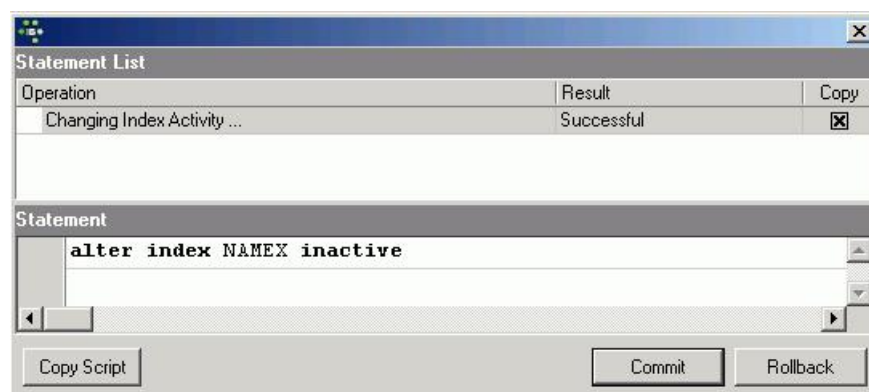 Statement List
Operation Result Copy
Changing Index Activity ... Successful
Statement
alter index NAMEX inactive
Copy Script Commit Rollback